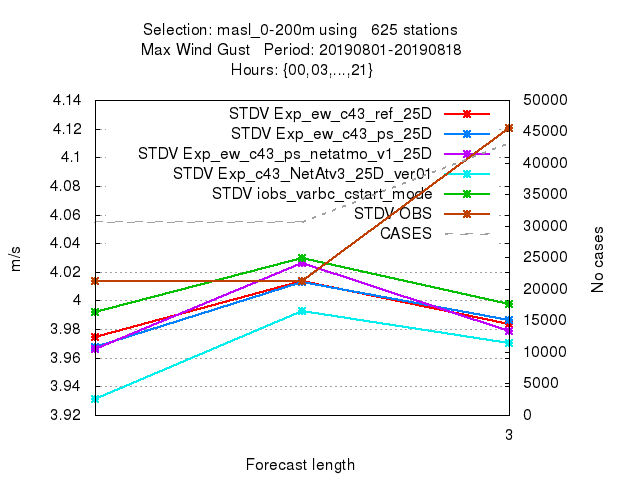 Selection: masl_0-200m using   625 stations
Max Wind Gust   Period: 20190801-20190818
Hours: {00,03,...,21}
STDV Exp_ew_c43_ref_25D
STDV Exp_ew_c43_ps_25D
STDV Exp_ew_c43_ps_netatmo_v1_25D
STDV Exp_c43_NetAtv3_25D_ver01
STDV iobs_varbc_cstart_mode
STDV OBS
CASES
4.14
4.12
4.1
4.08
4.06
4.04
4.02
4
3.98
3.96
3.94
3.92
m/s
50000
45000
40000
35000
30000
25000
20000
15000
10000
5000
0
No cases
3
Forecast length